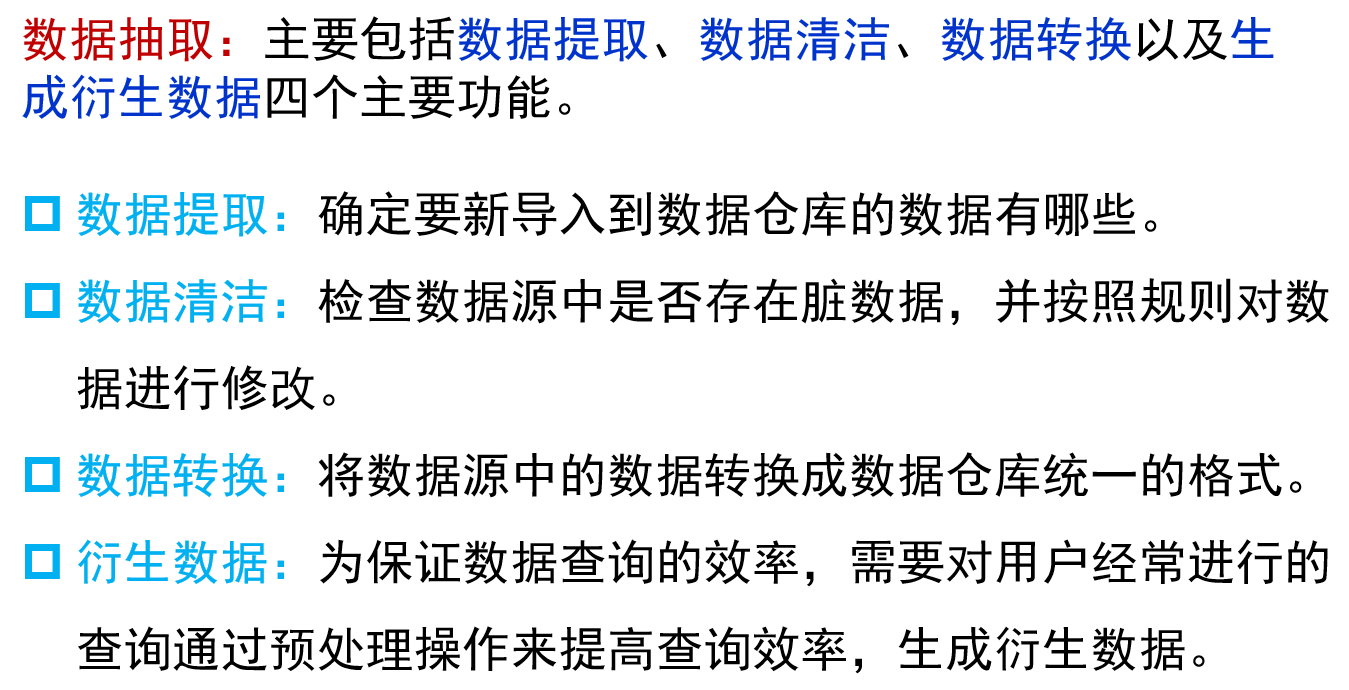 数据抽取：主要包括数据提取、数据清洁、数据转换以及生
成衍生数据四个主要功能。
数据提取：确定要新导入到数据仓库的数据有哪些。
数据清洁：检查数据源中是否存在脏数据，并按照规则对数
据进行修改。
数据转换：将数据源中的数据转换成数据仓库统一的格式。
衍生数据：为保证数据查询的效率，需要对用户经常进行的
查询通过预处理操作来提高查询效率，生成衍生数据。